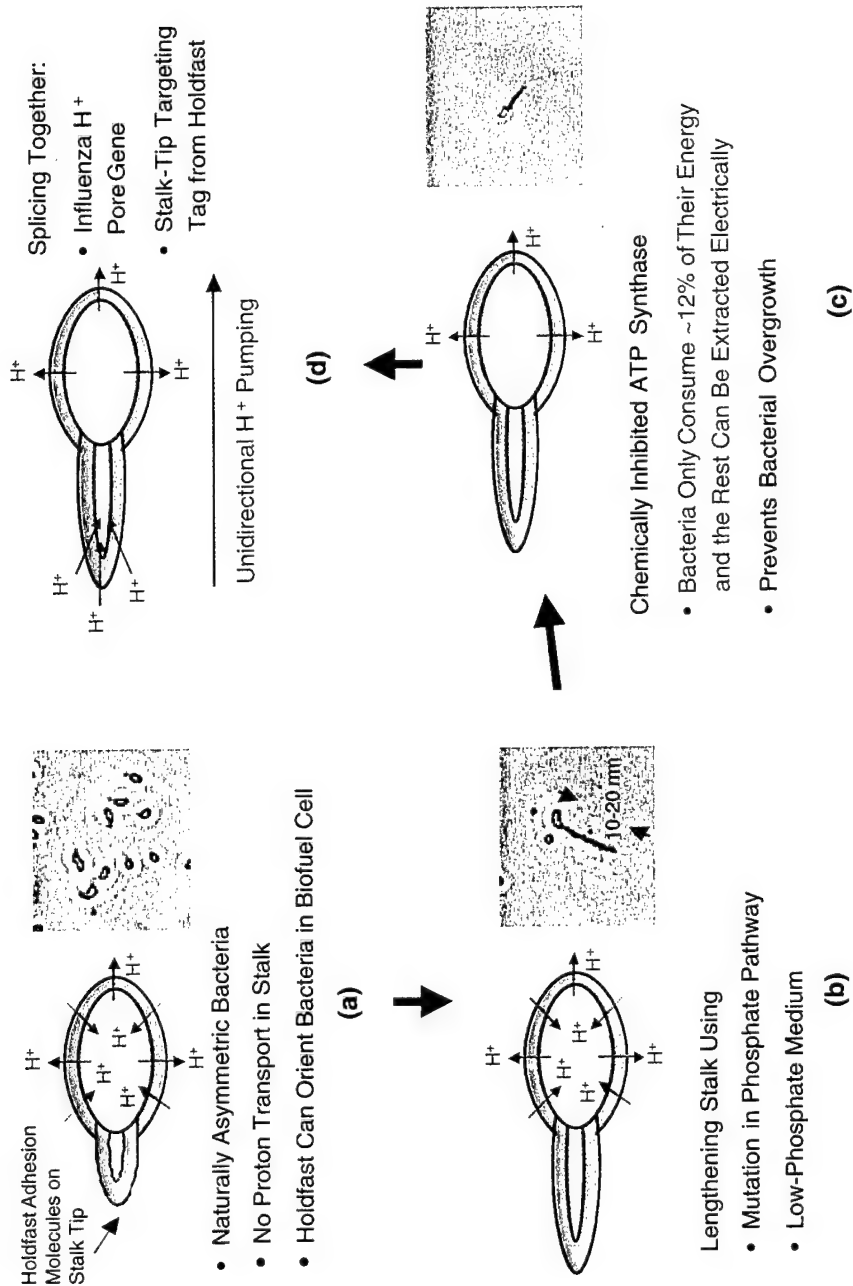 Holdfast Adhesion
Molecules on
Stalk Tip
H+
H+
H+
H+
H+
H+
• Naturally Asymmetric Bacteria
• No Proton Transport in Stalk
• Holdfast Can Orient Bacteria in Biofuel Cell
(a)
H+
H+
H+
H+
H+
H+
10-20 mm
Lengthening Stalk Using
• Mutation in Phosphate Pathway
• Low-Phosphate Medium
(b)
H+
H+
H+
Chemically Inhibited ATP Synthase
• Bacteria Only Consume ~12% of Their Energy
and the Rest Can Be Extracted Electrically
• Prevents Bacterial Overgrowth
(c)
H+
H+
H+
H+
H+
H+
Splicing Together:
• Influenza H+
Pore Gene
• Stalk-Tip Targeting
Tag from Holdfast
Unidirectional H+ Pumping
(d)